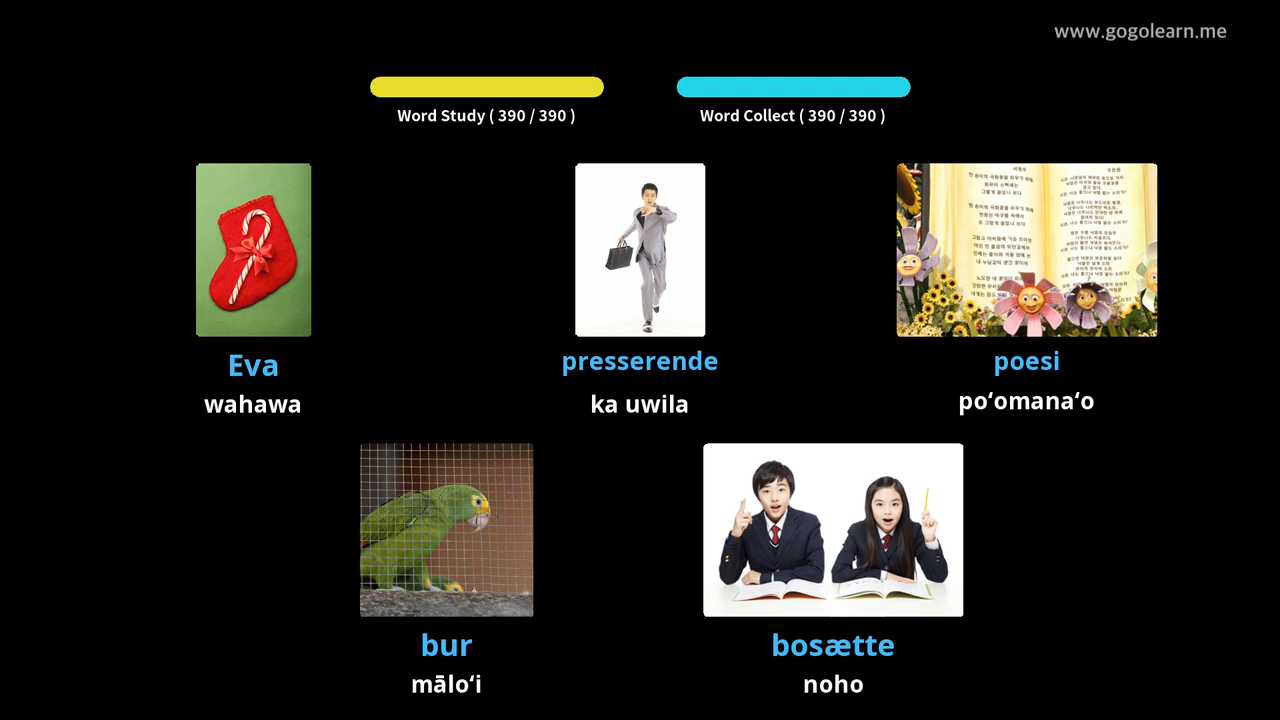 www.gogolearn.me
Word Study ( 390 / 390 )
Word Collect ( 390 / 390 )
Eva
wahawa
presserende
ka uwila
poesi
poʻomanaʻo
bur
māloʻi
bosætte
noho